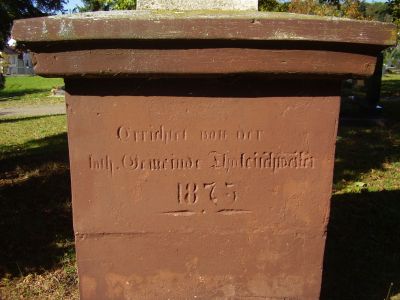 Errichtet von der
kath. Gemeinde Thaleischweiler
1875